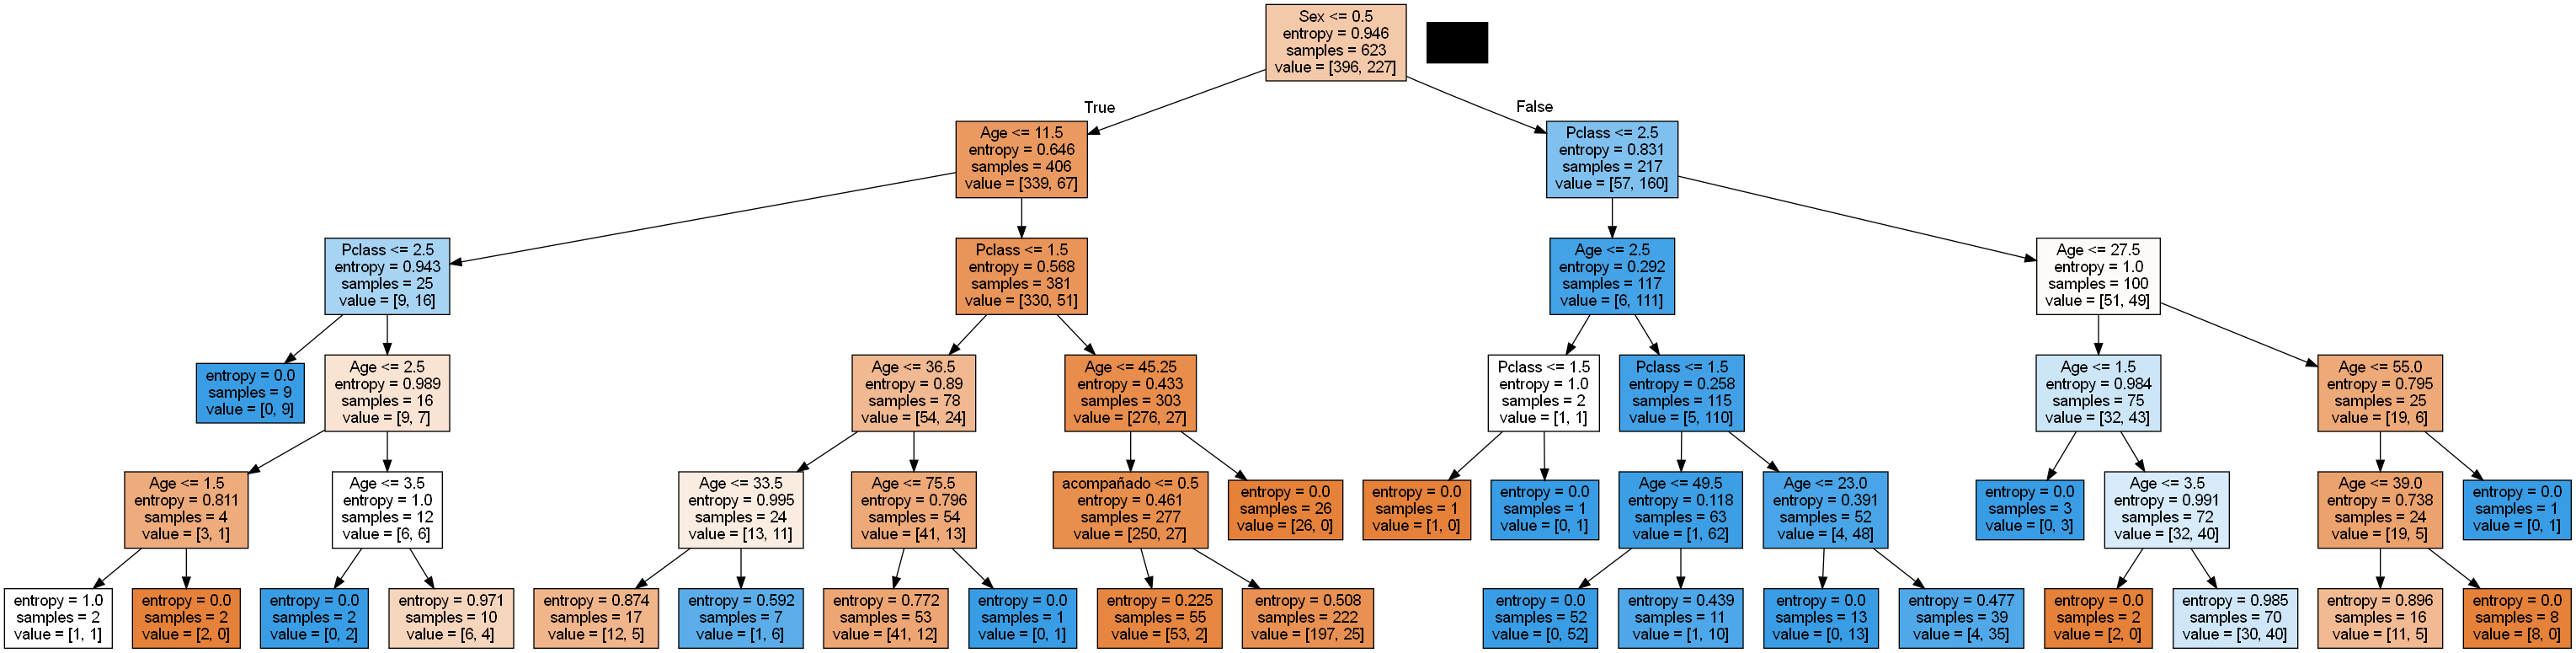 Sex <= 0.5
entropy = 0.946
samples = 623
value = [396, 227]
True
False
Age <= 11.5
entropy = 0.646
samples = 406
value = [339, 67]
Pclass <= 2.5
entropy = 0.831
samples = 217
value = [57, 160]
Pclass <= 2.5
entropy = 0.943
samples = 25
value = [9, 16]
Pclass <= 1.5
entropy = 0.568
samples = 381
value = [330, 51]
Age <= 2.5
entropy = 0.292
samples = 117
value = [6, 111]
Age <= 27.5
entropy = 1.0
samples = 100
value = [51, 49]
entropy = 0.0
samples = 9
value = [0, 9]
Age <= 2.5
entropy = 0.989
samples = 16
value = [9, 7]
Age <= 36.5
entropy = 0.89
samples = 78
value = [54, 24]
Age <= 45.25
entropy = 0.433
samples = 303
value = [276, 27]
Pclass <= 1.5
entropy = 1.0
samples = 2
value = [1, 1]
Pclass <= 1.5
entropy = 0.258
samples = 115
value = [5, 110]
Age <= 1.5
entropy = 0.984
samples = 75
value = [32, 43]
Age <= 55.0
entropy = 0.795
samples = 25
value = [19, 6]
Age <= 1.5
entropy = 0.811
samples = 4
value = [3, 1]
Age <= 3.5
entropy = 1.0
samples = 12
value = [6, 6]
Age <= 33.5
entropy = 0.995
samples = 24
value = [13, 11]
Age <= 75.5
entropy = 0.796
samples = 54
value = [41, 13]
acompañado <= 0.5
entropy = 0.461
samples = 277
value = [250, 27]
entropy = 0.0
samples = 26
value = [26, 0]
entropy = 0.0
samples = 1
value = [1, 0]
entropy = 0.0
samples = 1
value = [0, 1]
Age <= 49.5
entropy = 0.118
samples = 63
value = [1, 62]
Age <= 23.0
entropy = 0.391
samples = 52
value = [4, 48]
entropy = 0.0
samples = 3
value = [0, 3]
Age <= 3.5
entropy = 0.991
samples = 72
value = [32, 40]
Age <= 39.0
entropy = 0.738
samples = 24
value = [19, 5]
entropy = 0.0
samples = 1
value = [0, 1]
entropy = 1.0
samples = 2
value = [1, 1]
entropy = 0.0
samples = 2
value = [2, 0]
entropy = 0.0
samples = 2
value = [0, 2]
entropy = 0.971
samples = 10
value = [6, 4]
entropy = 0.874
samples = 17
value = [12, 5]
entropy = 0.592
samples = 7
value = [1, 6]
entropy = 0.772
samples = 53
value = [41, 12]
entropy = 0.0
samples = 1
value = [0, 1]
entropy = 0.225
samples = 55
value = [53, 2]
entropy = 0.508
samples = 222
value = [197, 25]
entropy = 0.0
samples = 52
value = [0, 52]
entropy = 0.439
samples = 11
value = [1, 10]
entropy = 0.0
samples = 13
value = [0, 13]
entropy = 0.477
samples = 39
value = [4, 35]
entropy = 0.0
samples = 2
value = [2, 0]
entropy = 0.985
samples = 70
value = [30, 40]
entropy = 0.896
samples = 16
value = [11, 5]
entropy = 0.0
samples = 8
value = [8, 0]